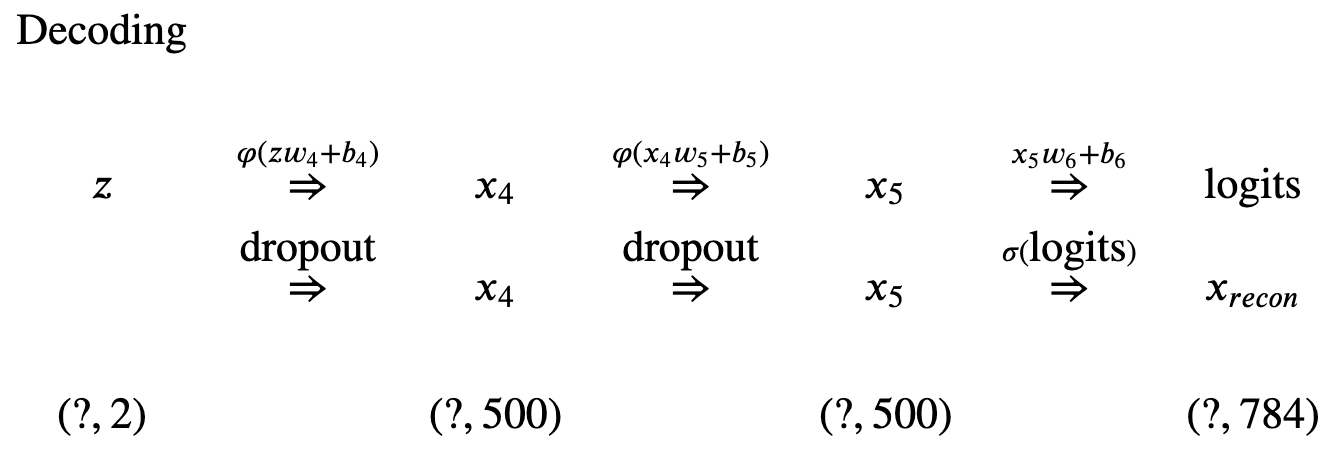 Decoding
φ(zw₄+b₄) φ(x₄w₅+b₅) x₅w₆+b₆
z ⇒ x₄ ⇒ x₅ ⇒ logits
dropout dropout σ(logits)
⇒ x₄ ⇒ x₅ ⇒ x_recon
(?, 2) (?, 500) (?, 500) (?, 784)